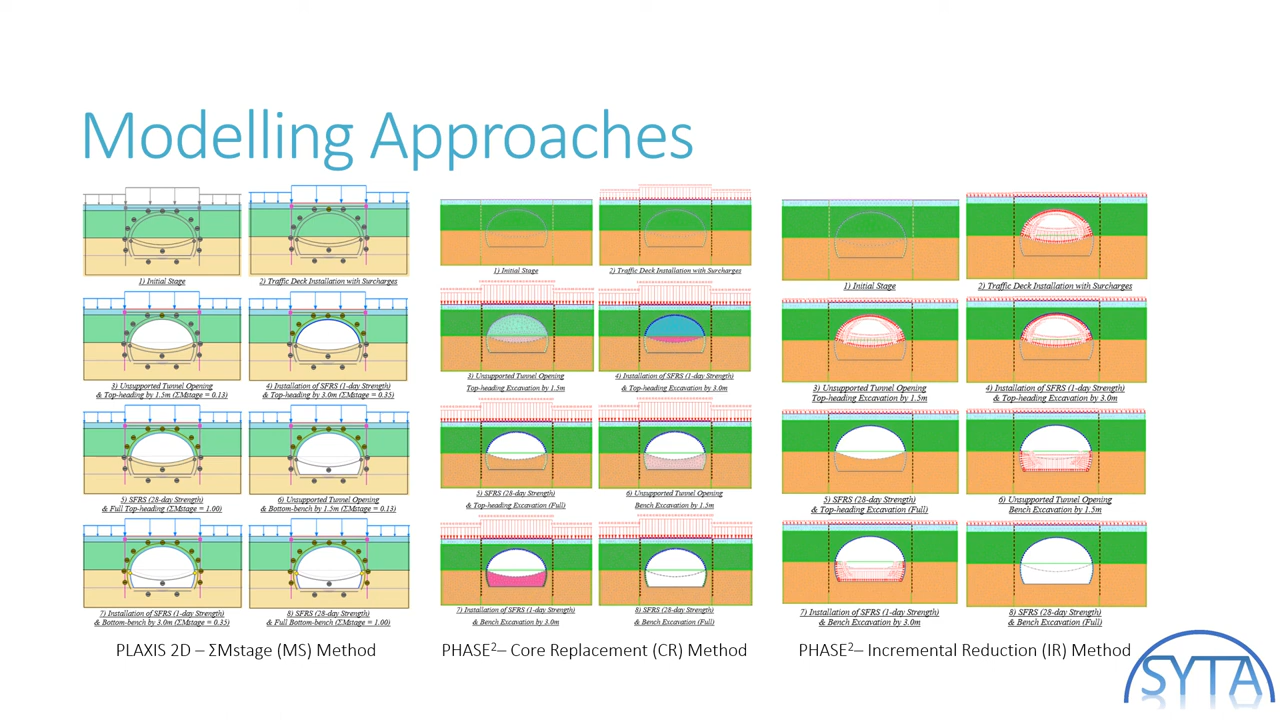 Modelling Approaches
1) Initial Stage
2) Traffic Deck Installation with Surcharges
3) Unsupported Tunnel Opening
& Top-heading by 1.5m (ΣMstage = 0.13)
4) Installation of SFRS (1-day Strength)
& Top-heading by 3.0m (ΣMstage = 0.35)
5) SFRS (28-day Strength)
& Full Top-heading (ΣMstage = 1.00)
6) Unsupported Tunnel Opening
& Bottom-bench by 1.5m (ΣMstage = 0.13)
7) Installation of SFRS (1-day Strength)
& Bottom-bench by 3.0m (ΣMstage = 0.35)
8) SFRS (28-day Strength)
& Full Bottom-bench (ΣMstage = 1.00)
PLAXIS 2D – ΣMstage (MS) Method
1) Initial Stage
2) Traffic Deck Installation with Surcharges
3) Unsupported Tunnel Opening
Top-heading Excavation by 1.5m
4) Installation of SFRS (1-day Strength)
& Top-heading Excavation by 3.0m
5) SFRS (28-day Strength)
& Top-heading Excavation (Full)
6) Unsupported Tunnel Opening
Bench Excavation by 1.5m
7) Installation of SFRS (1-day Strength)
& Bench Excavation by 3.0m
8) SFRS (28-day Strength)
& Bench Excavation (Full)
PHASE²– Core Replacement (CR) Method
1) Initial Stage
2) Traffic Deck Installation with Surcharges
3) Unsupported Tunnel Opening
Top-heading Excavation by 1.5m
4) Installation of SFRS (1-day Strength)
& Top-heading Excavation by 3.0m
5) SFRS (28-day Strength)
& Top-heading Excavation (Full)
6) Unsupported Tunnel Opening
Bench Excavation by 1.5m
7) Installation of SFRS (1-day Strength)
& Bench Excavation by 3.0m
8) SFRS (28-day Strength)
& Bench Excavation (Full)
PHASE²– Incremental Reduction (IR) Method
SYTA